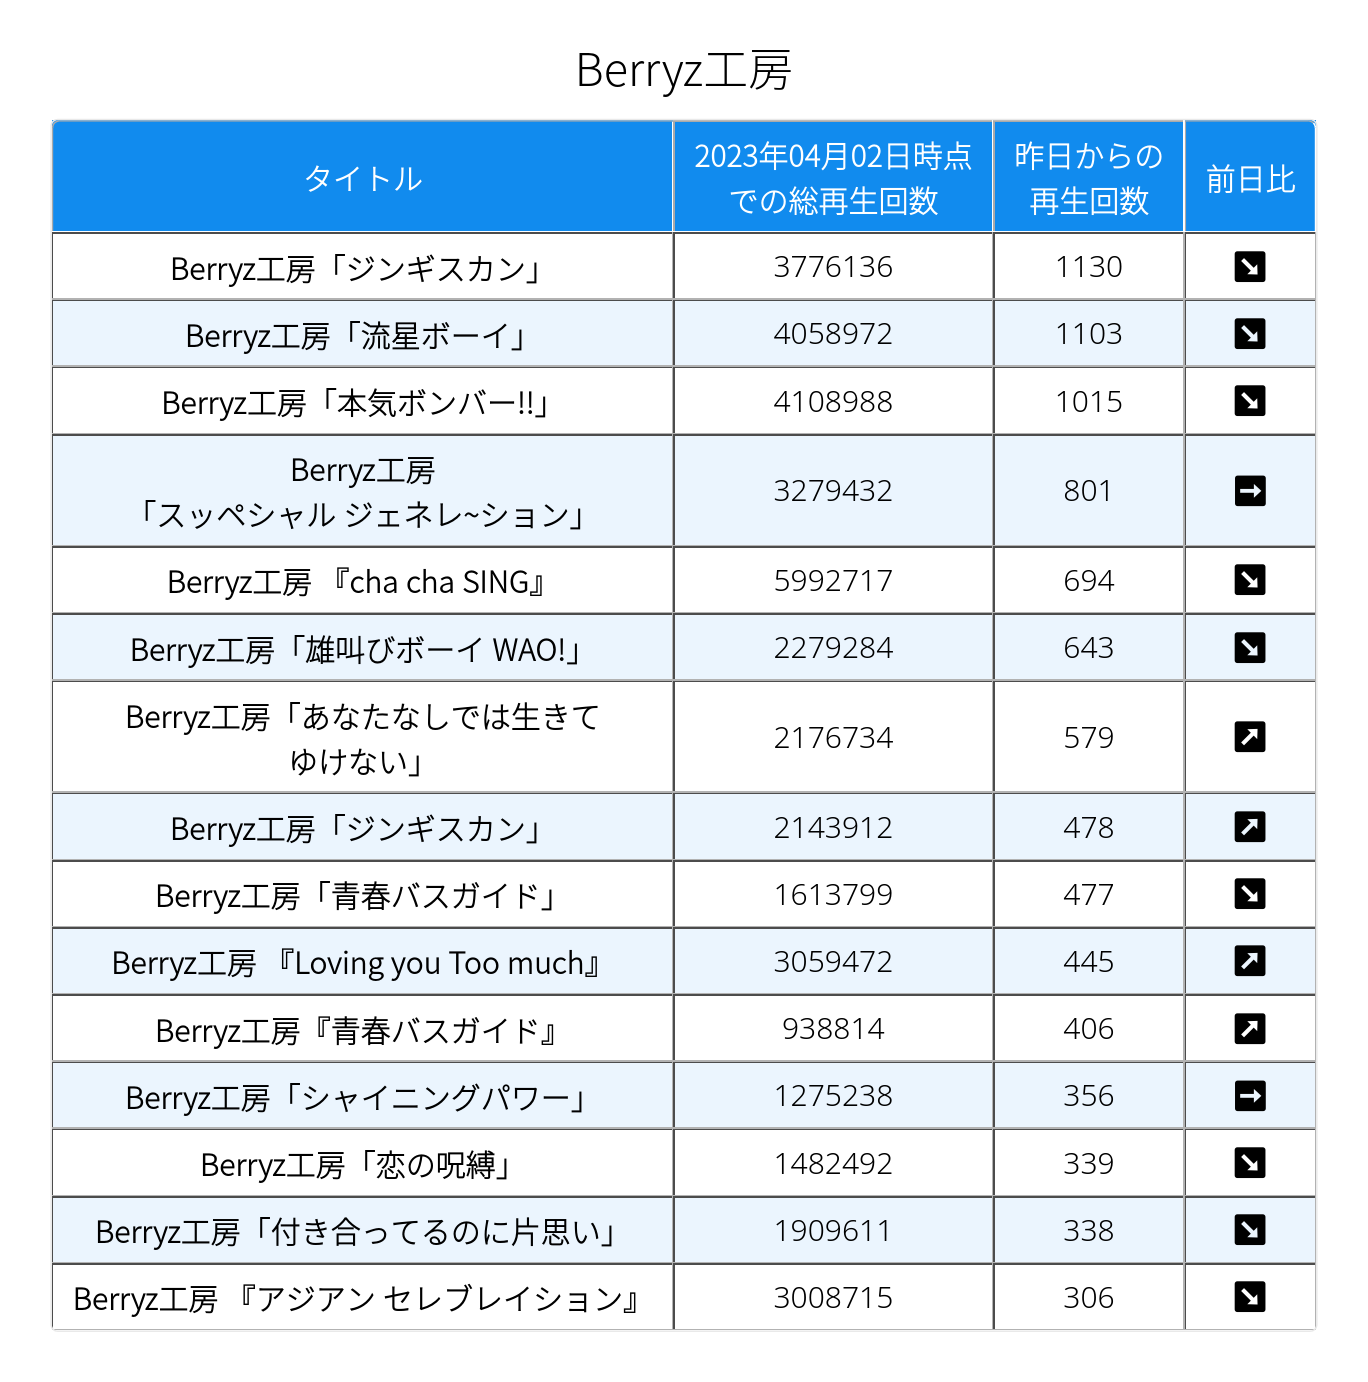 Berryz工房
タイトル
2023年04月02日時点
での総再生回数
昨日からの
再生回数
前日比
Berryz工房「ジンギスカン」 3776136 1130 ↘
Berryz工房「流星ボーイ」 4058972 1103 ↘
Berryz工房「本気ボンバー!!」 4108988 1015 ↘
Berryz工房
「スッペシャル ジェネレ~ション」 3279432 801 →
Berryz工房 『cha cha SING』 5992717 694 ↘
Berryz工房「雄叫びボーイ WAO!」 2279284 643 ↘
Berryz工房「あなたなしでは生きて
ゆけない」 2176734 579 ↗
Berryz工房「ジンギスカン」 2143912 478 ↗
Berryz工房「青春バスガイド」 1613799 477 ↘
Berryz工房 『Loving you Too much』 3059472 445 ↗
Berryz工房『青春バスガイド』 938814 406 ↗
Berryz工房「シャイニングパワー」 1275238 356 →
Berryz工房「恋の呪縛」 1482492 339 ↘
Berryz工房「付き合ってるのに片思い」 1909611 338 ↘
Berryz工房 『アジアン セレブレイション』 3008715 306 ↘